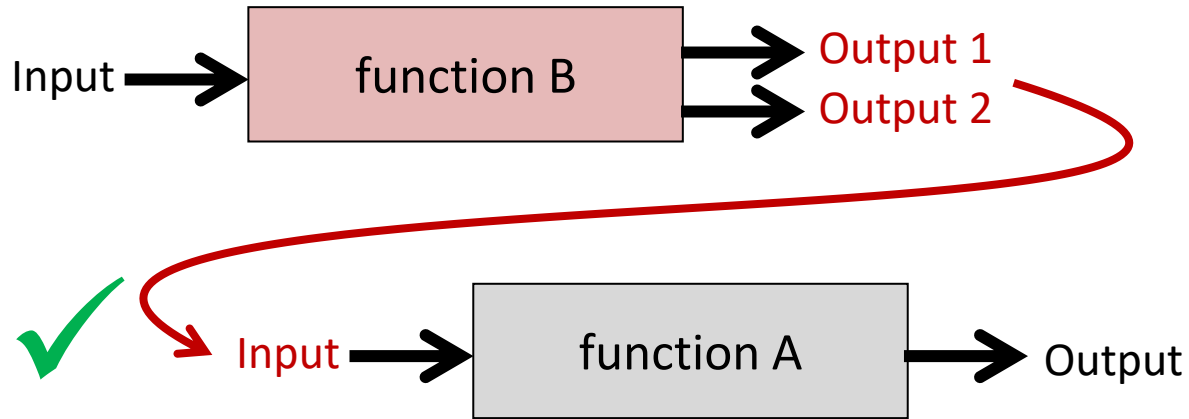 Input
function B
Output 1
Output 2
Input
function A
Output